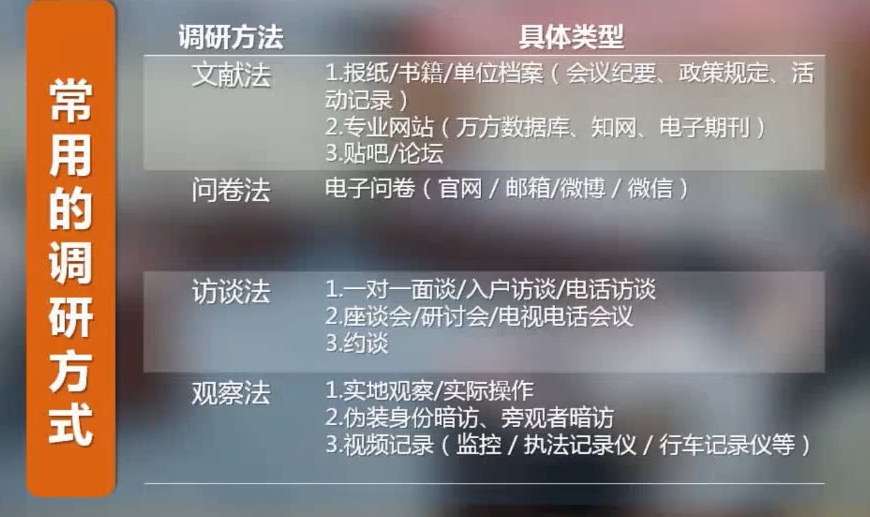 常用的调研方式
调研方法 具体类型
文献法 1.报纸/书籍/单位档案（会议纪要、政策规定、活
动记录）
2.专业网站（万方数据库、知网、电子期刊）
3.贴吧/论坛
问卷法 电子问卷（官网/邮箱/微博/微信）
访谈法 1.一对一面谈/入户访谈/电话访谈
2.座谈会/研讨会/电视电话会议
3.约谈
观察法 1.实地观察/实际操作
2.伪装身份暗访、旁观者暗访
3.视频记录（监控/执法记录仪/行车记录仪等）